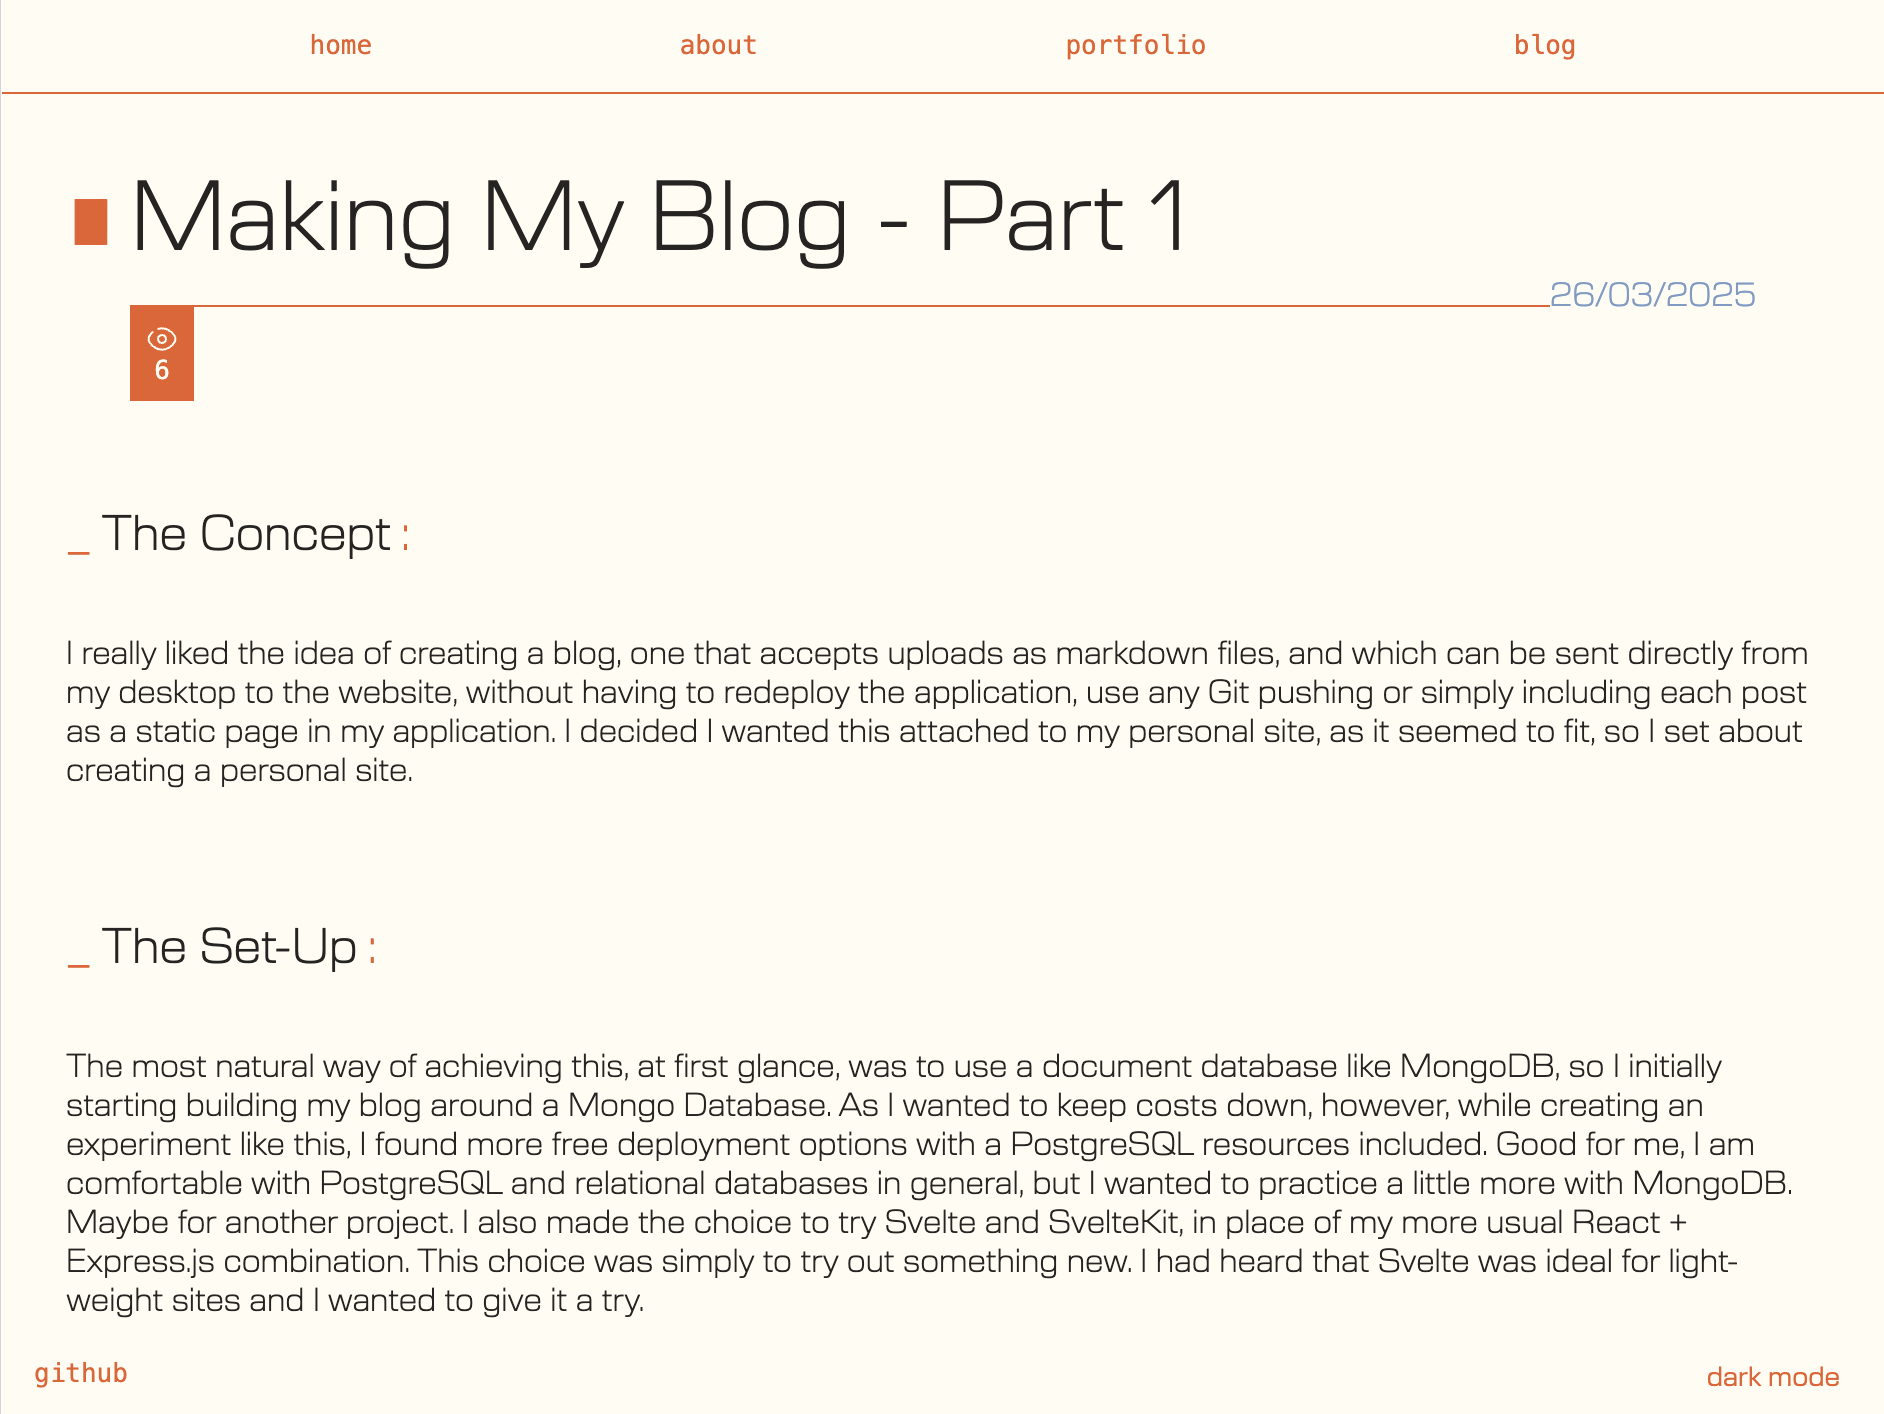 home about portfolio blog
Making My Blog - Part 1
26/03/2025
6
_ The Concept :
I really liked the idea of creating a blog, one that accepts uploads as markdown files, and which can be sent directly from
my desktop to the website, without having to redeploy the application, use any Git pushing or simply including each post
as a static page in my application. I decided I wanted this attached to my personal site, as it seemed to fit, so I set about
creating a personal site.
_ The Set-Up :
The most natural way of achieving this, at first glance, was to use a document database like MongoDB, so I initially
starting building my blog around a Mongo Database. As I wanted to keep costs down, however, while creating an
experiment like this, I found more free deployment options with a PostgreSQL resources included. Good for me, I am
comfortable with PostgreSQL and relational databases in general, but I wanted to practice a little more with MongoDB.
Maybe for another project. I also made the choice to try Svelte and SvelteKit, in place of my more usual React +
Express.js combination. This choice was simply to try out something new. I had heard that Svelte was ideal for light-
weight sites and I wanted to give it a try.
github
dark mode